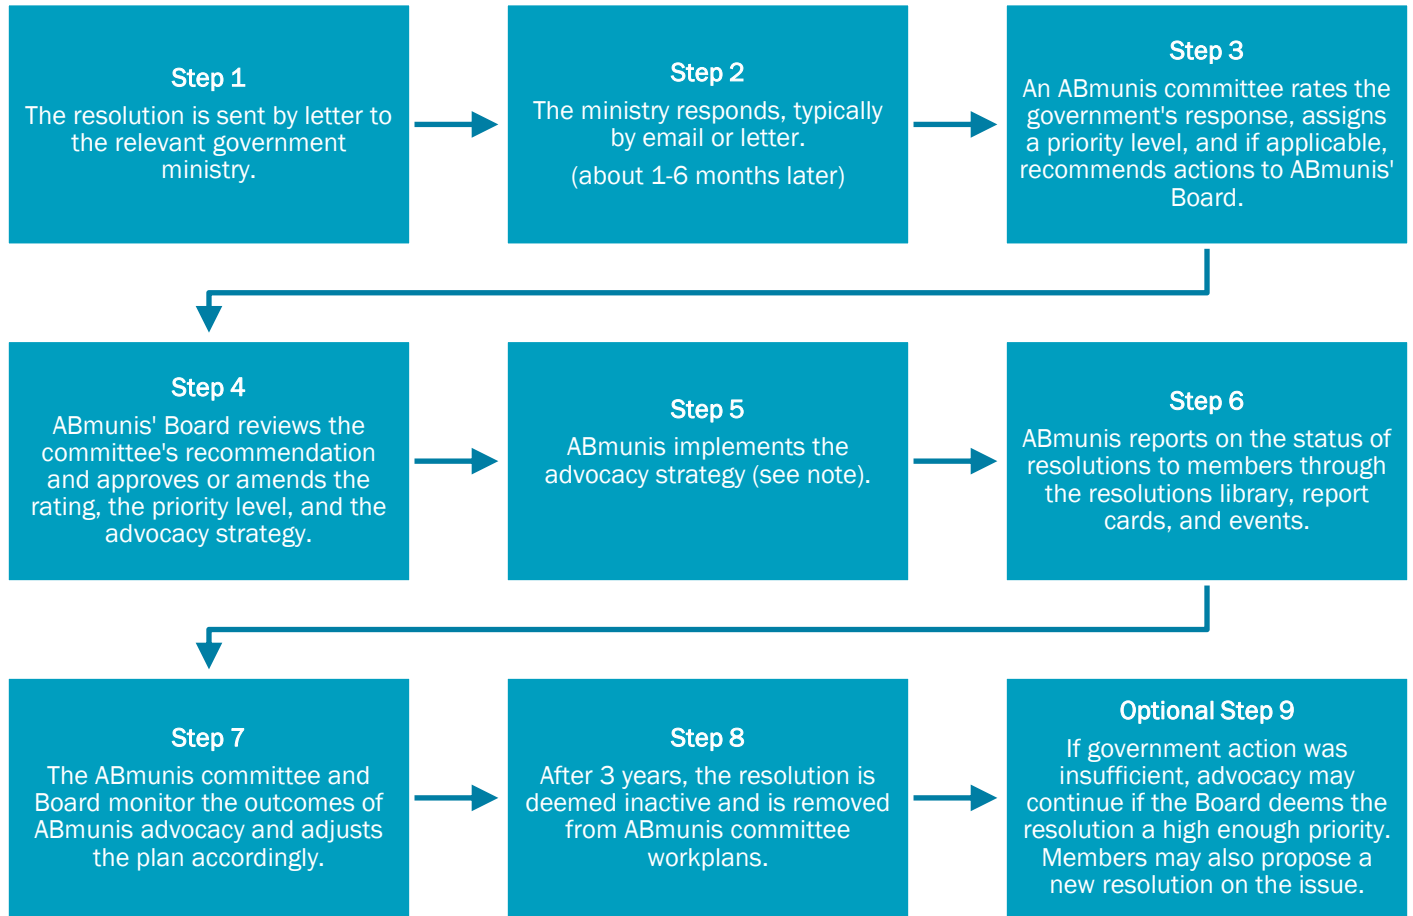 Step 1
The resolution is sent by letter to
the relevant government
ministry.
Step 2
The ministry responds, typically
by email or letter.
(about 1-6 months later)
Step 3
An ABmunis committee rates the
government's response, assigns
a priority level, and if applicable,
recommends actions to ABmunis'
Board.
Step 4
ABmunis' Board reviews the
committee's recommendation
and approves or amends the
rating, the priority level, and the
advocacy strategy.
Step 5
ABmunis implements the
advocacy strategy (see note).
Step 6
ABmunis reports on the status of
resolutions to members through
the resolutions library, report
cards, and events.
Step 7
The ABmunis committee and
Board monitor the outcomes of
ABmunis advocacy and adjusts
the plan accordingly.
Step 8
After 3 years, the resolution is
deemed inactive and is removed
from ABmunis committee
workplans.
Optional Step 9
If government action was
insufficient, advocacy may
continue if the Board deems the
resolution a high enough priority.
Members may also propose a
new resolution on the issue.